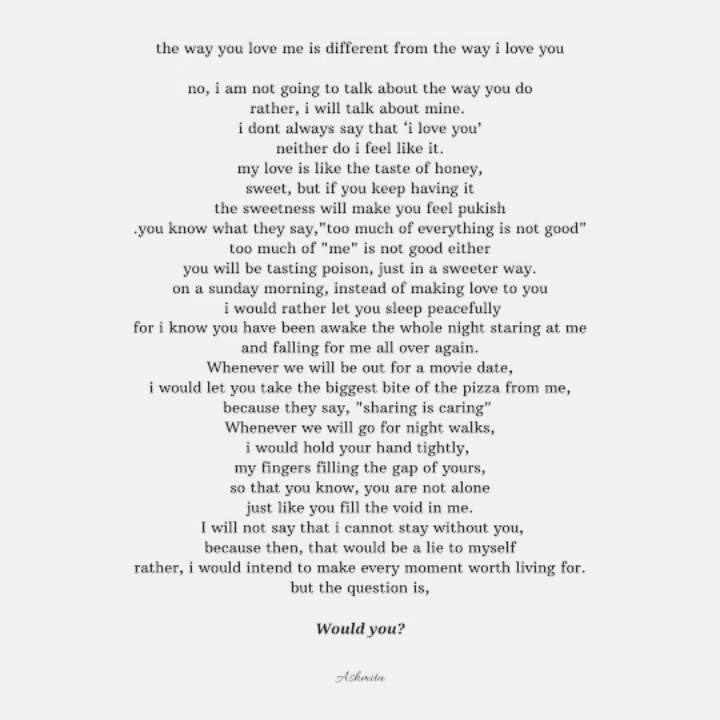 the way you love me is different from the way i love you
no, i am not going to talk about the way you do
rather, i will talk about mine.
i dont always say that ‘i love you’
neither do i feel like it.
my love is like the taste of honey,
sweet, but if you keep having it
the sweetness will make you feel pukish
.you know what they say,"too much of everything is not good"
too much of "me" is not good either
you will be tasting poison, just in a sweeter way.
on a sunday morning, instead of making love to you
i would rather let you sleep peacefully
for i know you have been awake the whole night staring at me
and falling for me all over again.
Whenever we will be out for a movie date,
i would let you take the biggest bite of the pizza from me,
because they say, "sharing is caring"
Whenever we will go for night walks,
i would hold your hand tightly,
my fingers filling the gap of yours,
so that you know, you are not alone
just like you fill the void in me.
I will not say that i cannot stay without you,
because then, that would be a lie to myself
rather, i would intend to make every moment worth living for.
but the question is,
Would you?
Askmita